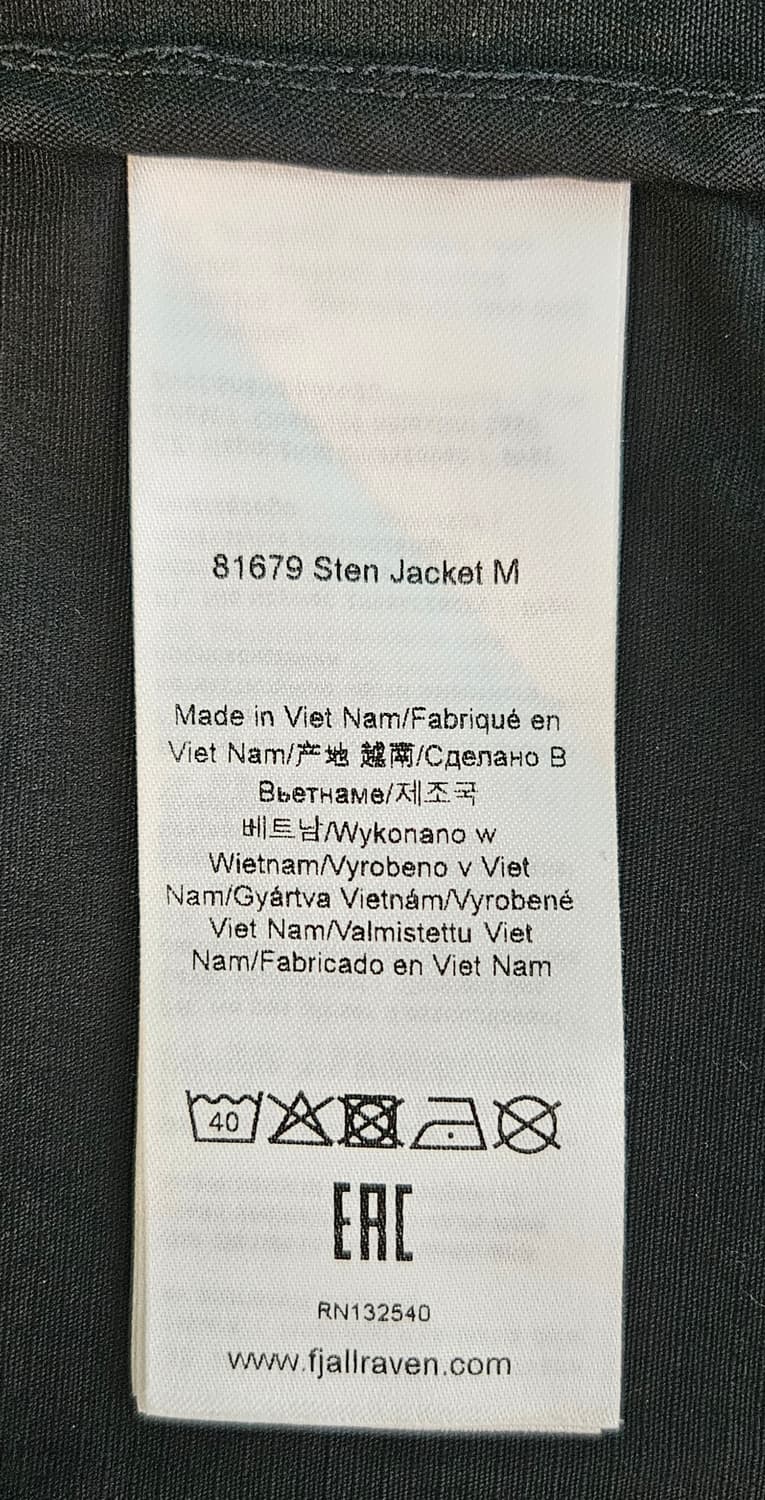 81679 Sten Jacket M
Made in Viet Nam/Fabriqué en
Viet Nam/产地 越南/Сделано В
Вьетнаме/제조국
베트남/Wykonano w
Wietnam/Vyrobeno v Viet
Nam/Gyártva Vietnám/Vyrobené
Viet Nam/Valmistettu Viet
Nam/Fabricado en Viet Nam
40
EAC
RN132540
www.fjallraven.com